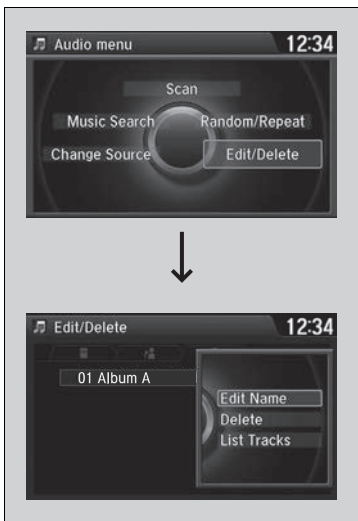 Audio menu 12:34
Scan
Music Search Random/Repeat
Change Source Edit/Delete
Edit/Delete 12:34
01 Album A
Edit Name
Delete
List Tracks